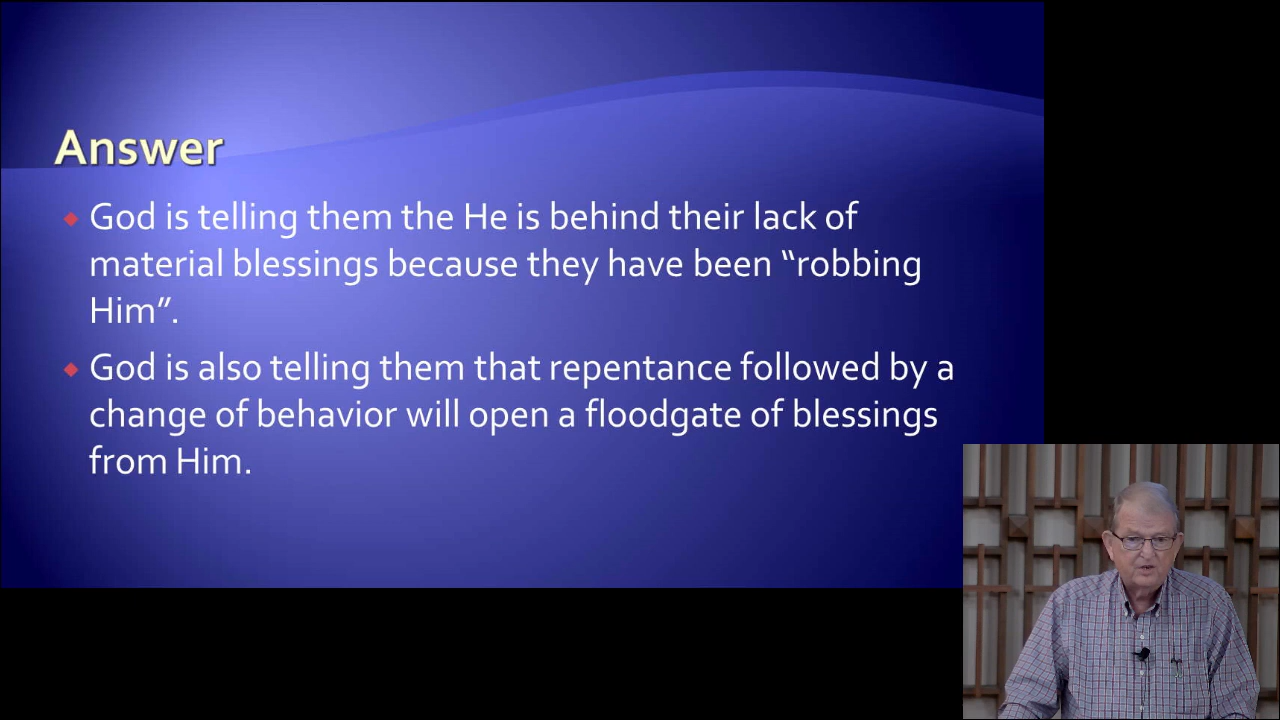 Answer
God is telling them the He is behind their lack of
material blessings because they have been “robbing
Him”.
God is also telling them that repentance followed by a
change of behavior will open a floodgate of blessings
from Him.